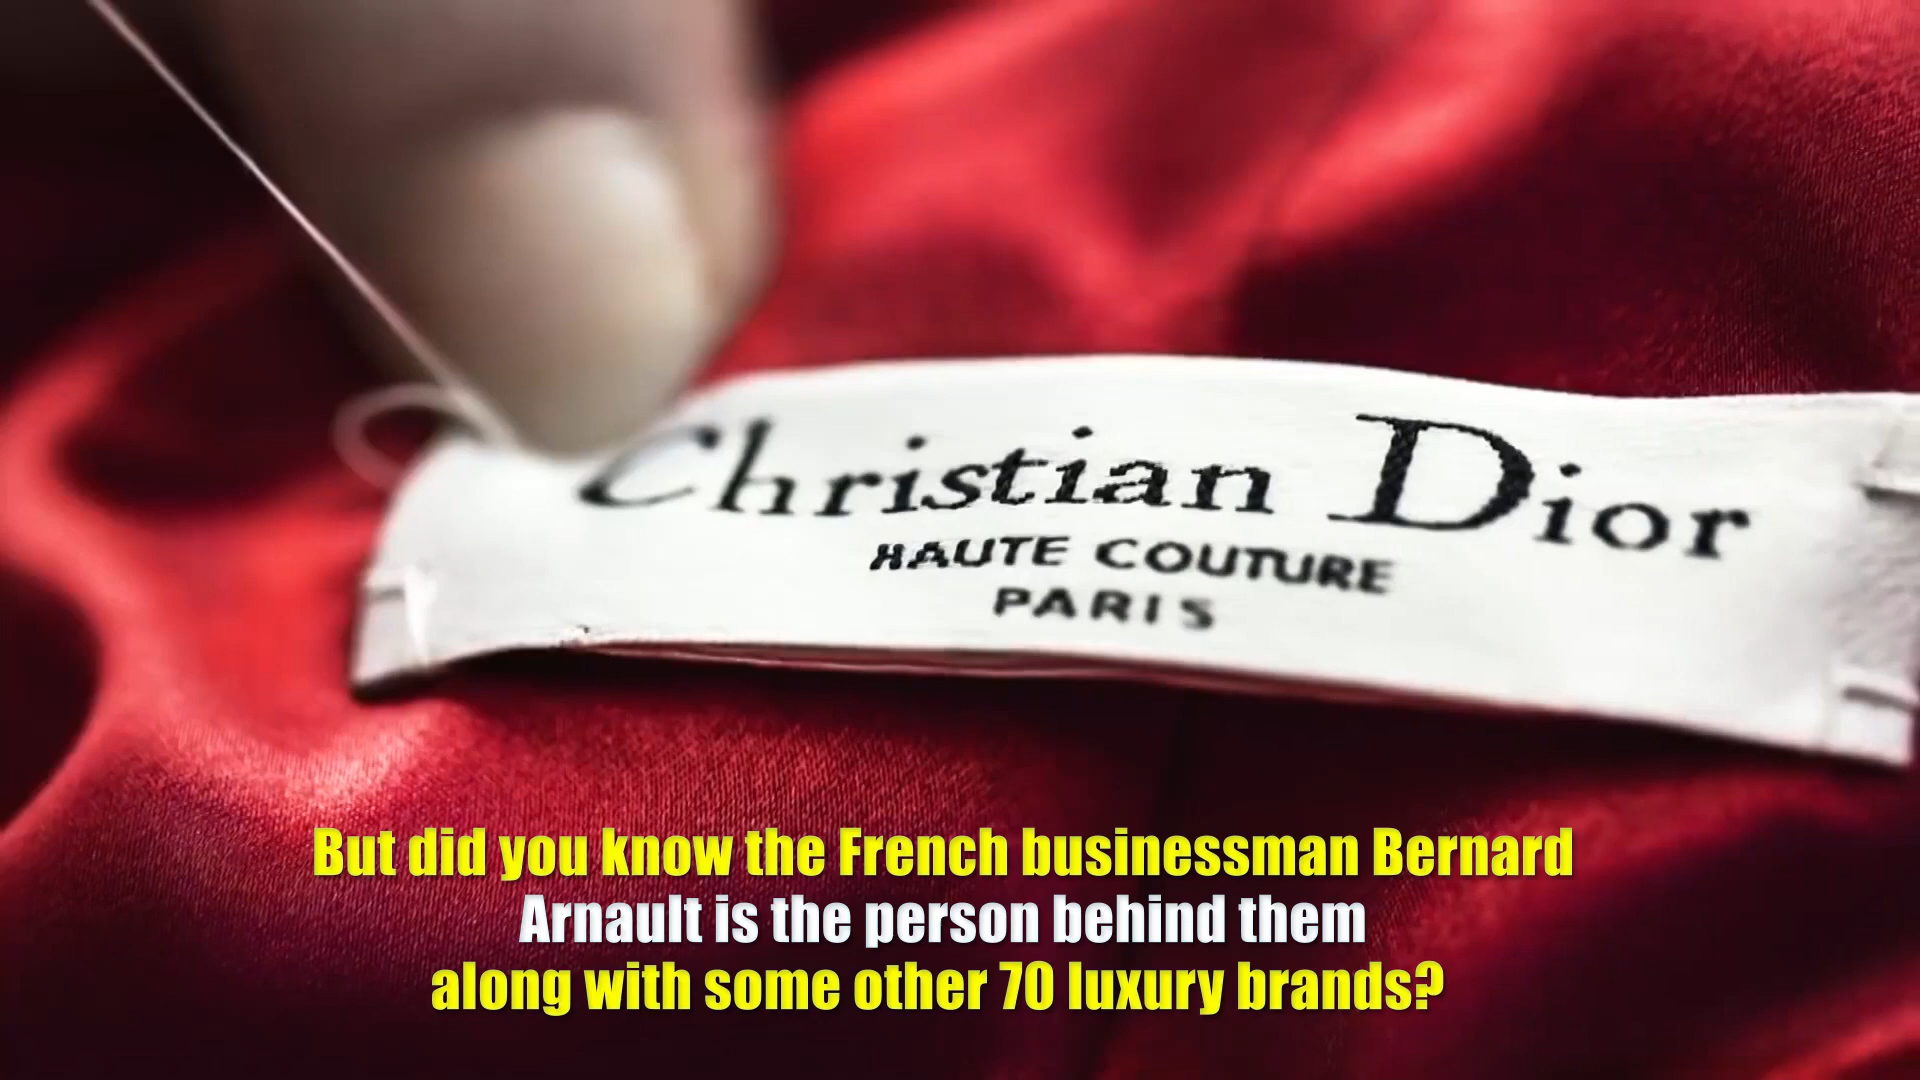 Christian Dior
HAUTE COUTURE
PARIS
But did you know the French businessman Bernard
Arnault is the person behind them
along with some other 70 luxury brands?